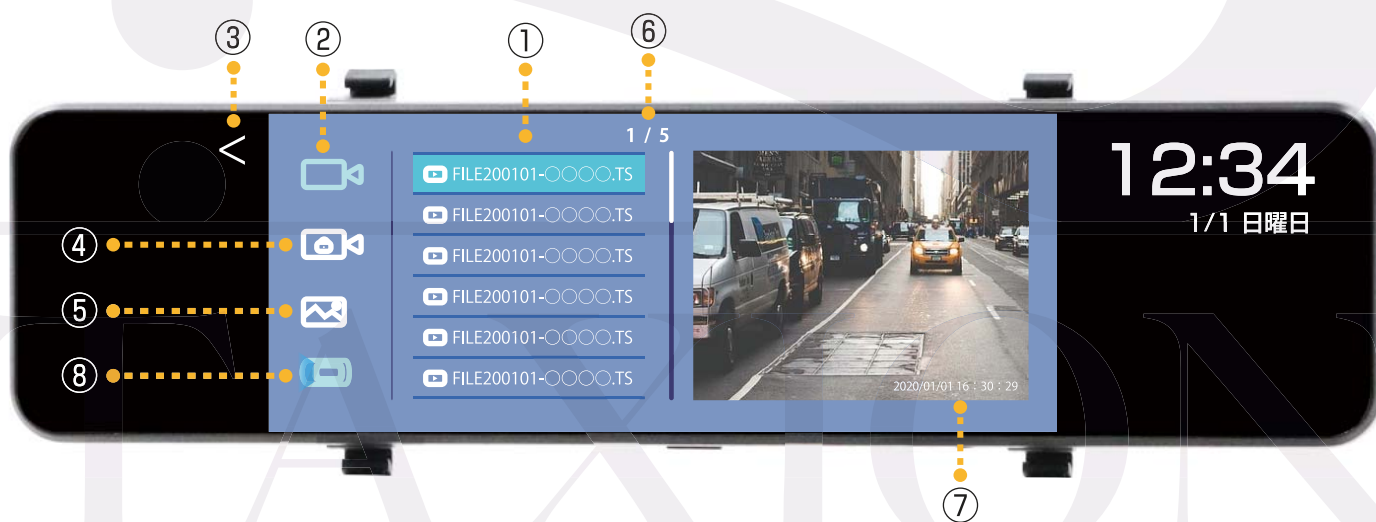 ③ ② ① ⑥
<
1 / 5
FILE200101-○○○○.TS
FILE200101-○○○○.TS
FILE200101-○○○○.TS
FILE200101-○○○○.TS
FILE200101-○○○○.TS
FILE200101-○○○○.TS
④
⑤
⑧
2020/01/01 16：30：29
12:34
1/1 日曜日
⑦
TAXION